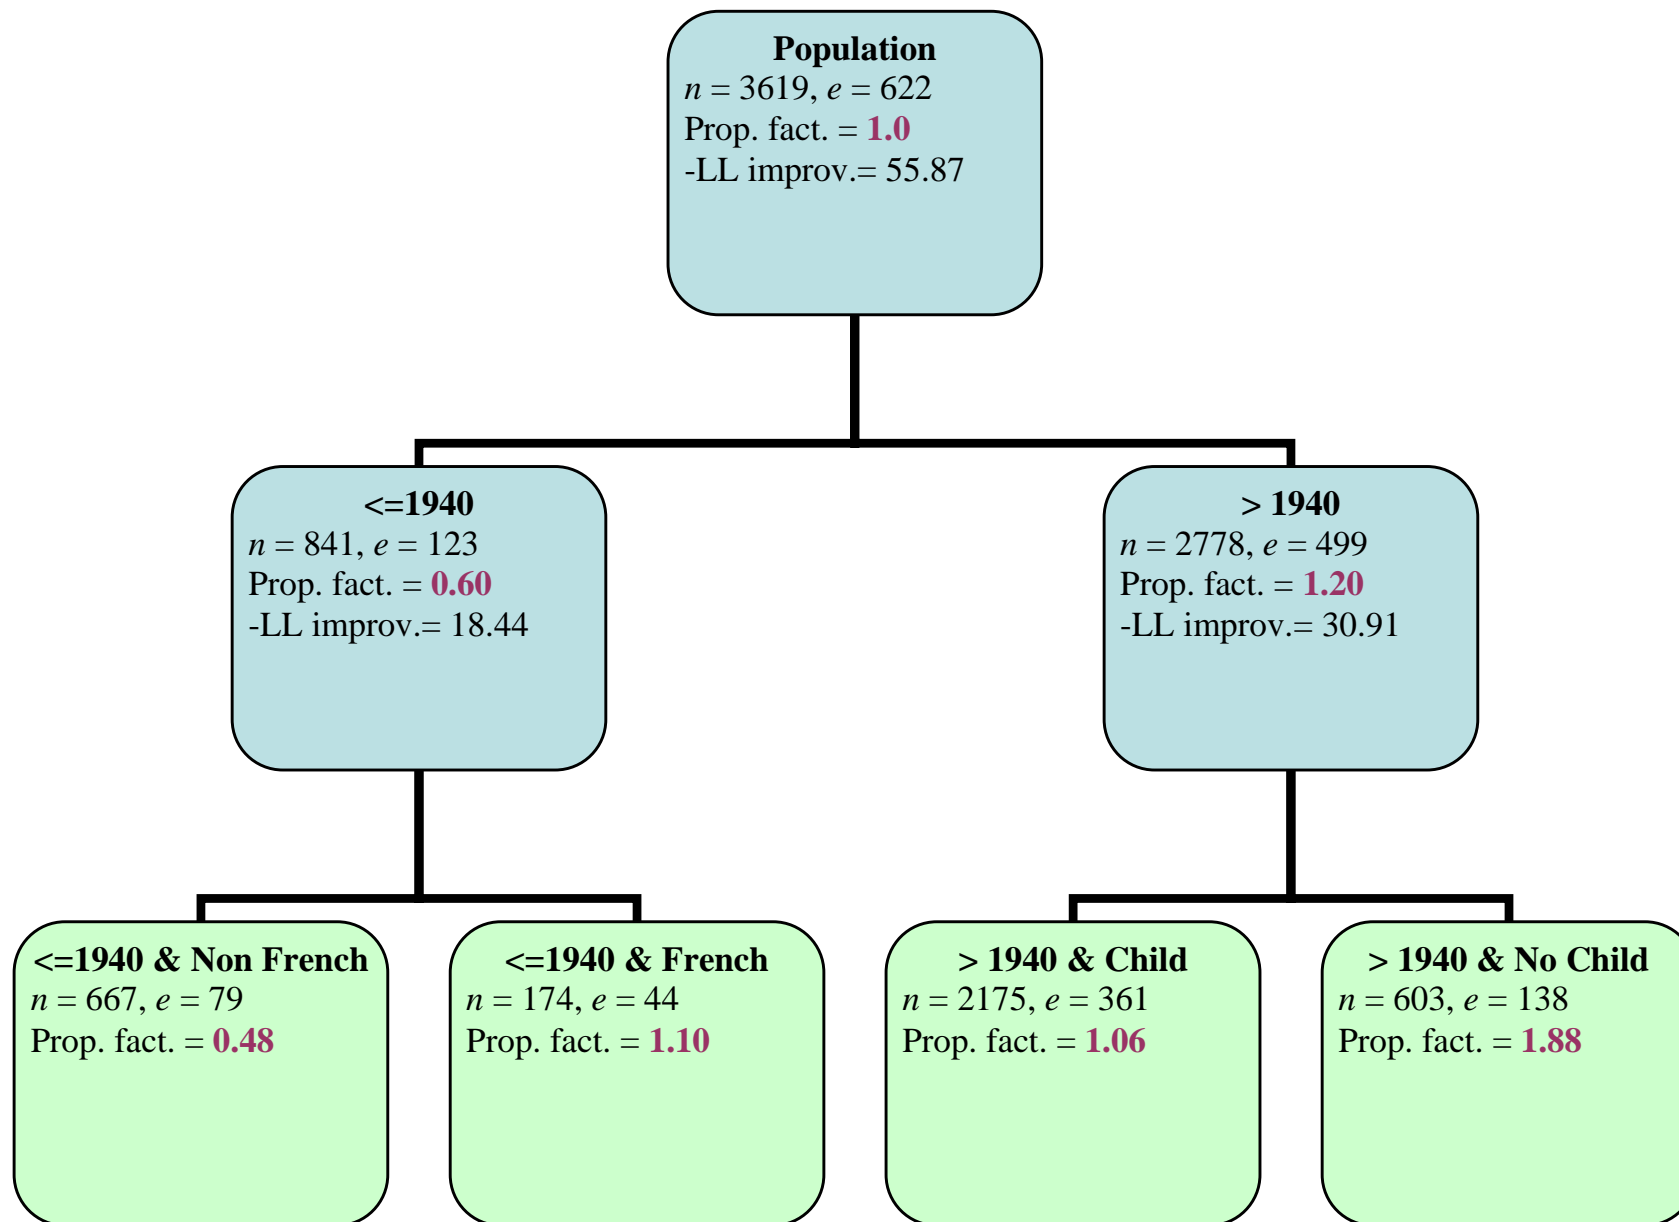 Population
n = 3619, e = 622
Prop. fact. = 1.0
-LL improv.= 55.87
<=1940
n = 841, e = 123
Prop. fact. = 0.60
-LL improv.= 18.44
> 1940
n = 2778, e = 499
Prop. fact. = 1.20
-LL improv.= 30.91
<=1940 & Non French
n = 667, e = 79
Prop. fact. = 0.48
<=1940 & French
n = 174, e = 44
Prop. fact. = 1.10
> 1940 & Child
n = 2175, e = 361
Prop. fact. = 1.06
> 1940 & No Child
n = 603, e = 138
Prop. fact. = 1.88